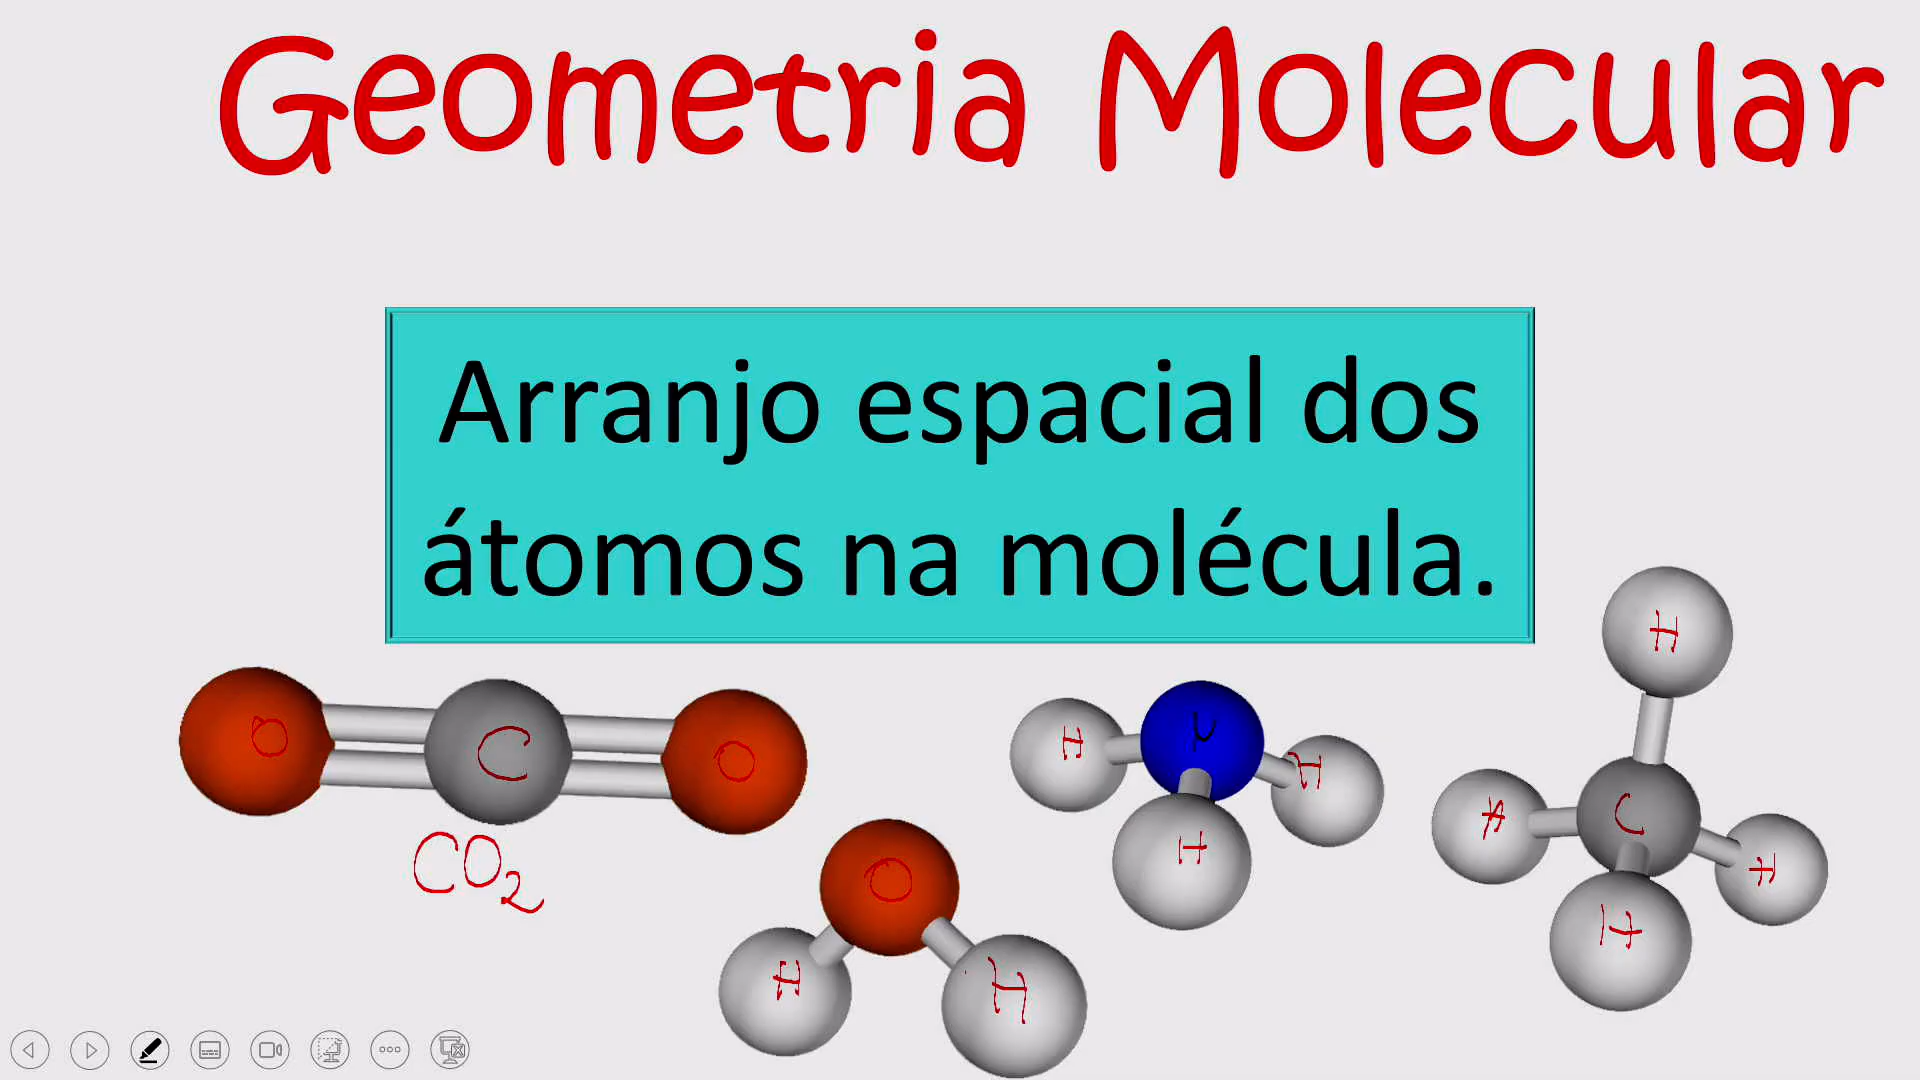 Geometria Molecular
Arranjo espacial dos
átomos na molécula.
O C O
CO₂
H N H
H
O
H H
H
H C H
H